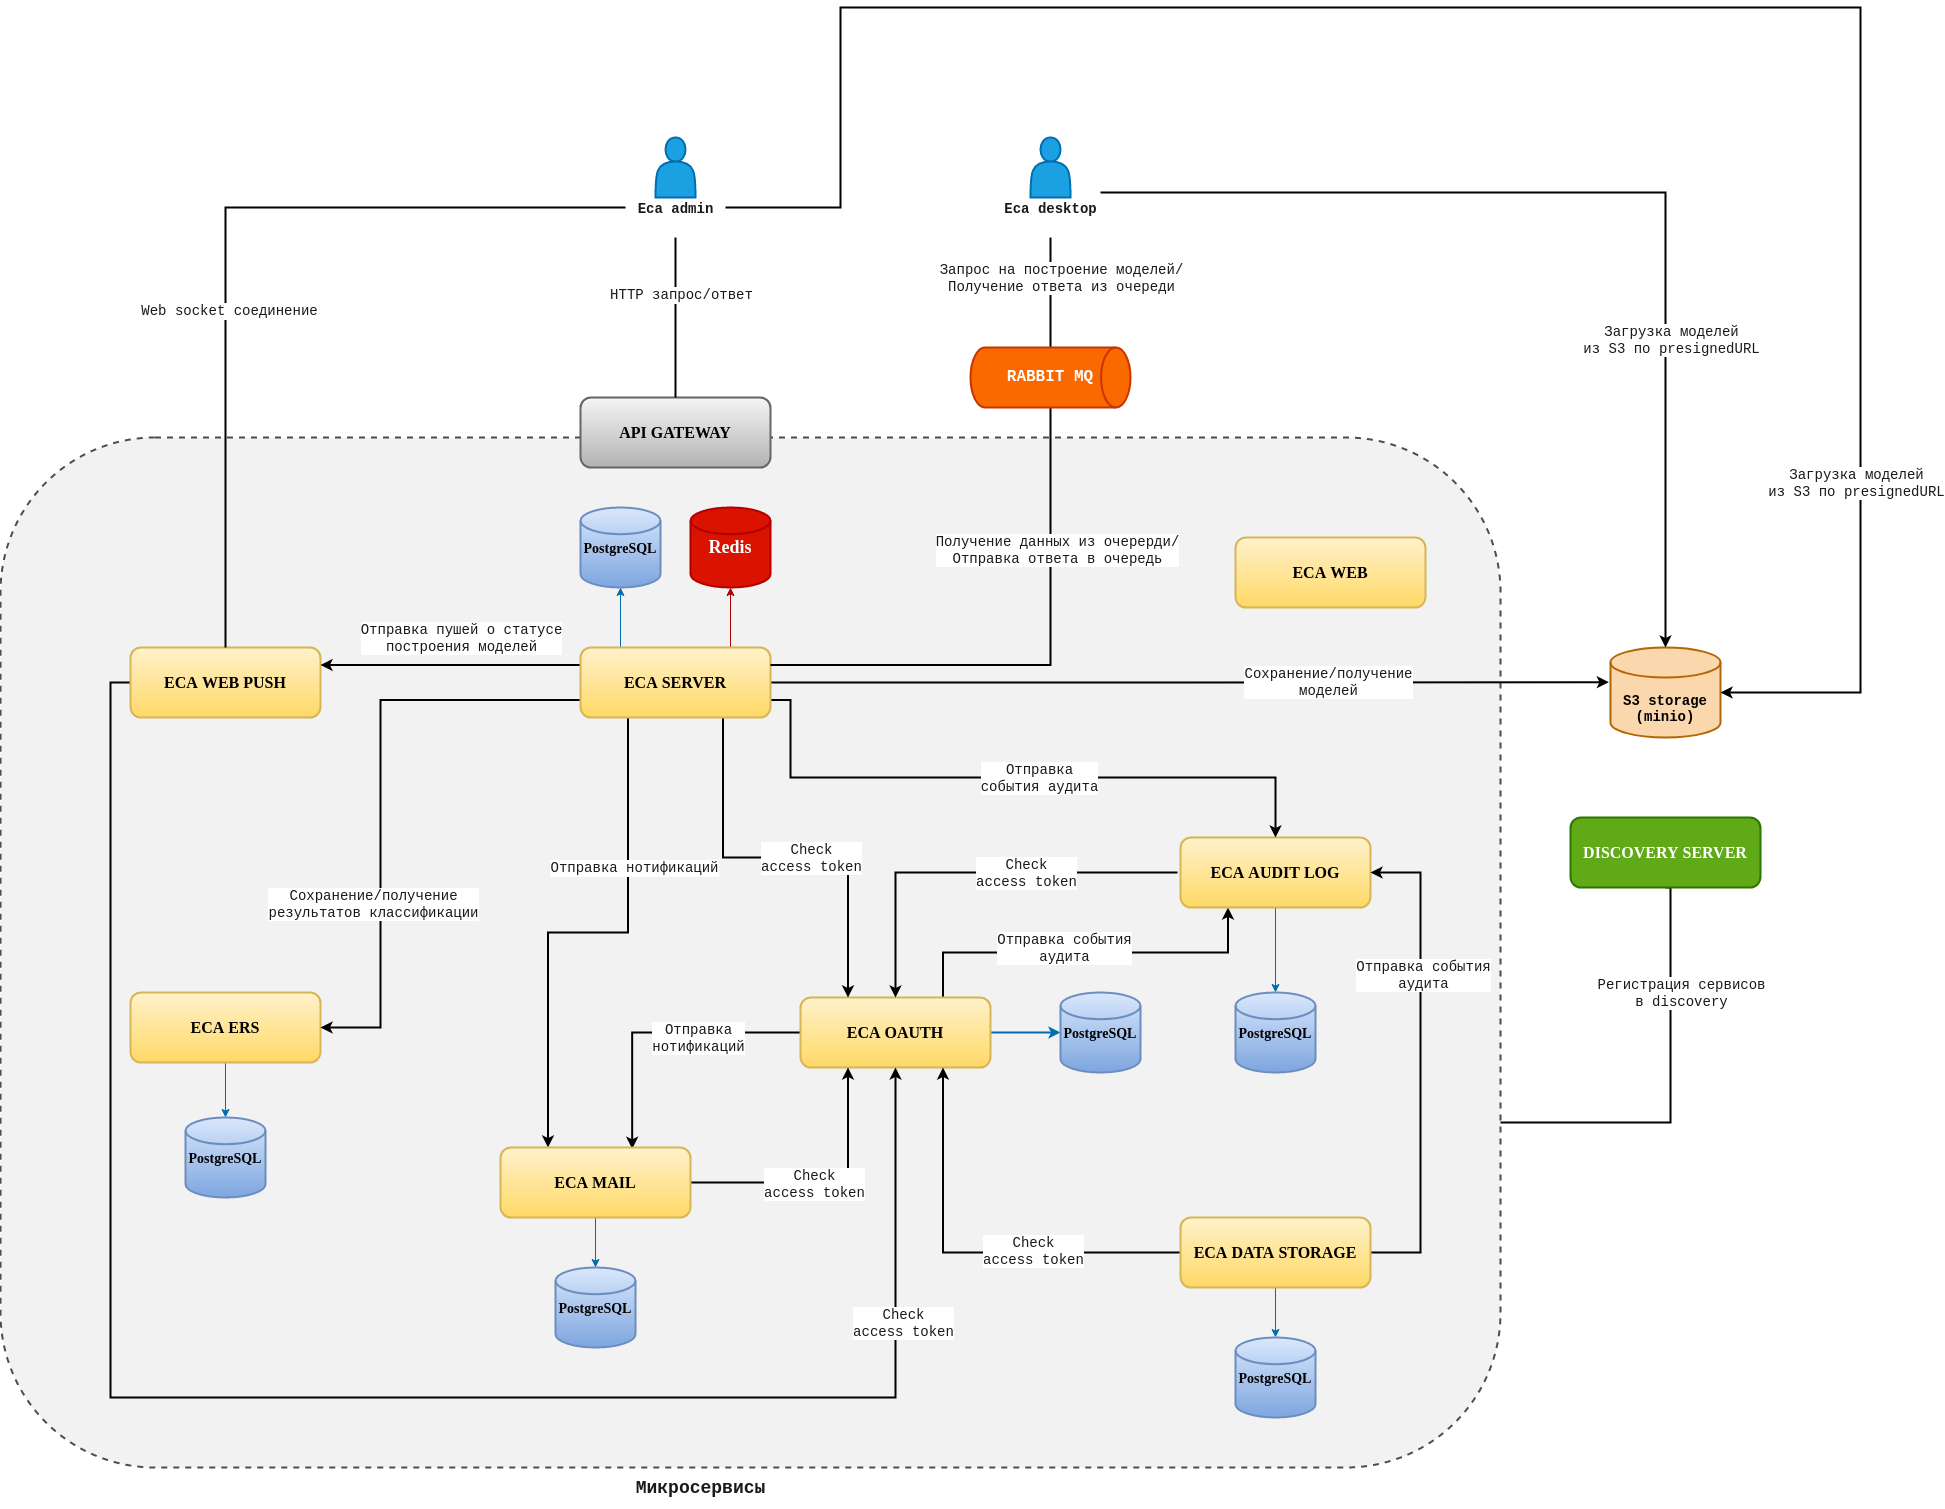 Eca admin
Eca desktop
Запрос на построение моделей/
Получение ответа из очереди
HTTP запрос/ответ
Web socket соединение
Загрузка моделей
из S3 по presignedURL
RABBIT MQ
API GATEWAY
Загрузка моделей
из S3 по presignedURL
PostgreSQL
Redis
Получение данных из очерерди/
Отправка ответа в очередь
ECA WEB
Отправка пушей о статусе
построения моделей
ECA WEB PUSH
ECA SERVER
Сохранение/получение
моделей
S3 storage
(minio)
Отправка
события аудита
Check
access token
Отправка нотификаций
Check
access token
ECA AUDIT LOG
DISCOVERY SERVER
Сохранение/получение
результатов классификации
Отправка события
аудита
Отправка события
аудита
Регистрация сервисов
в discovery
ECA ERS
Отправка
нотификаций
ECA OAUTH
PostgreSQL
PostgreSQL
PostgreSQL
ECA MAIL
Check
access token
Check
access token
ECA DATA STORAGE
PostgreSQL
Check
access token
PostgreSQL
Микросервисы